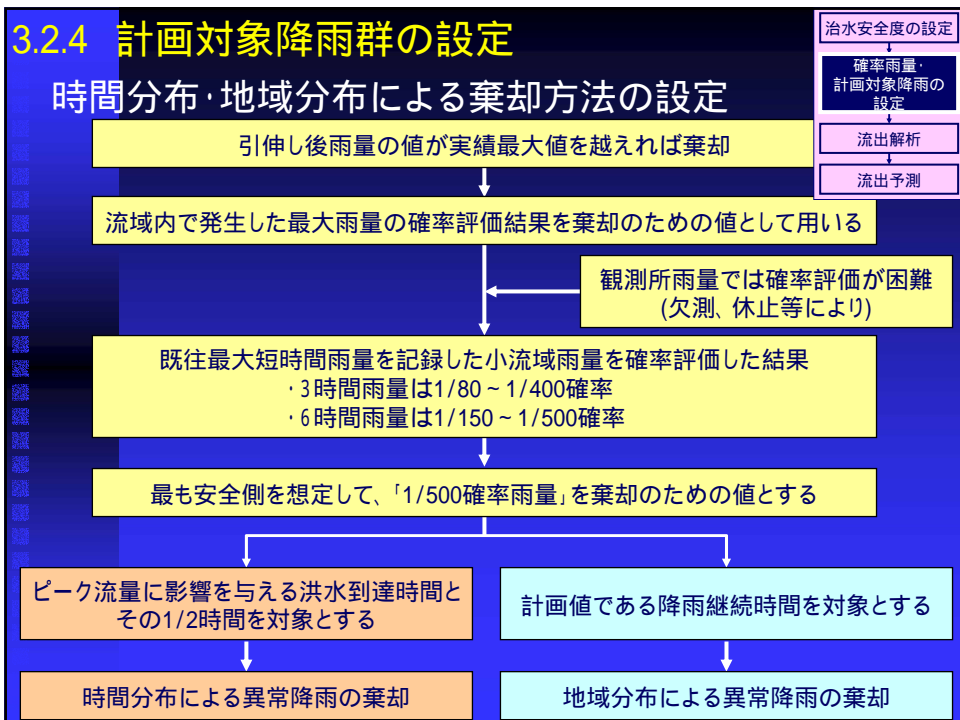 3.2.4 計画対象降雨群の設定
時間分布･地域分布による棄却方法の設定
治水安全度の設定
確率雨量･
計画対象降雨の
設定
流出解析
流出予測
引伸し後雨量の値が実績最大値を越えれば棄却
流域内で発生した最大雨量の確率評価結果を棄却のための値として用いる
観測所雨量では確率評価が困難
(欠測、休止等により)
既往最大短時間雨量を記録した小流域雨量を確率評価した結果
･3時間雨量は1/80～1/400確率
･6時間雨量は1/150～1/500確率
最も安全側を想定して、｢1/500確率雨量｣を棄却のための値とする
ピーク流量に影響を与える洪水到達時間と
その1/2時間を対象とする
計画値である降雨継続時間を対象とする
時間分布による異常降雨の棄却
地域分布による異常降雨の棄却